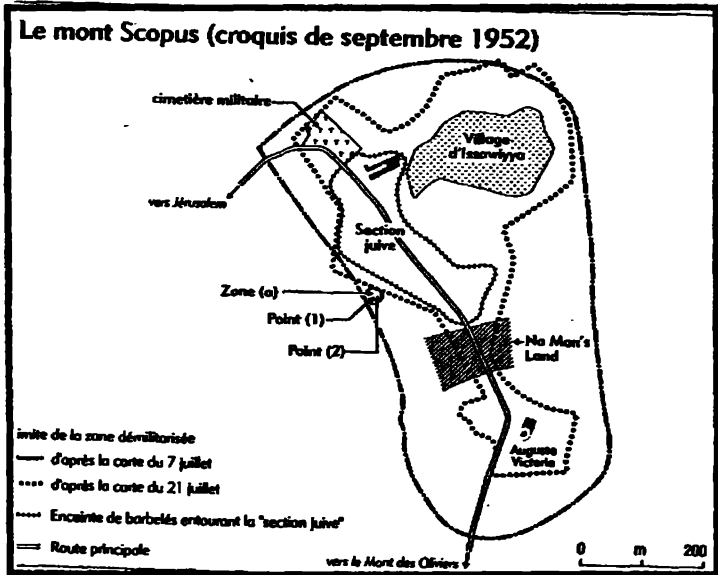 Le mont Scopus (croquis de septembre 1952)
cimetière militaire
Village
d'Issawiyya
vers Jérusalem
Section
juive
Zone (a)
Point (1)
Point (2)
No Man's
Land
Augusta
Victoria
imite de la zone démilitarisée
d'après la carte du 7 juillet
d'après la carte du 21 juillet
Enceinte de barbelés entourant la "section juive"
Route principale
vers le Mont des Oliviers
0 m 200